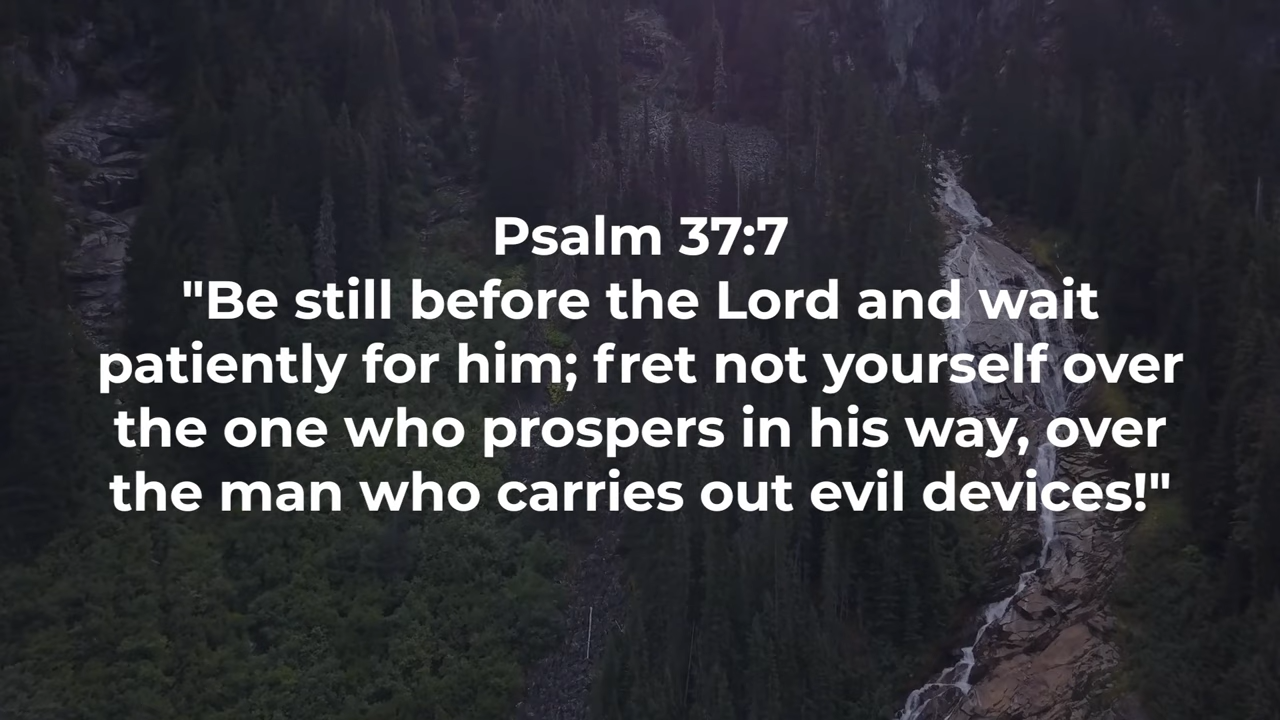 Psalm 37:7
"Be still before the Lord and wait
patiently for him; fret not yourself over
the one who prospers in his way, over
the man who carries out evil devices!"